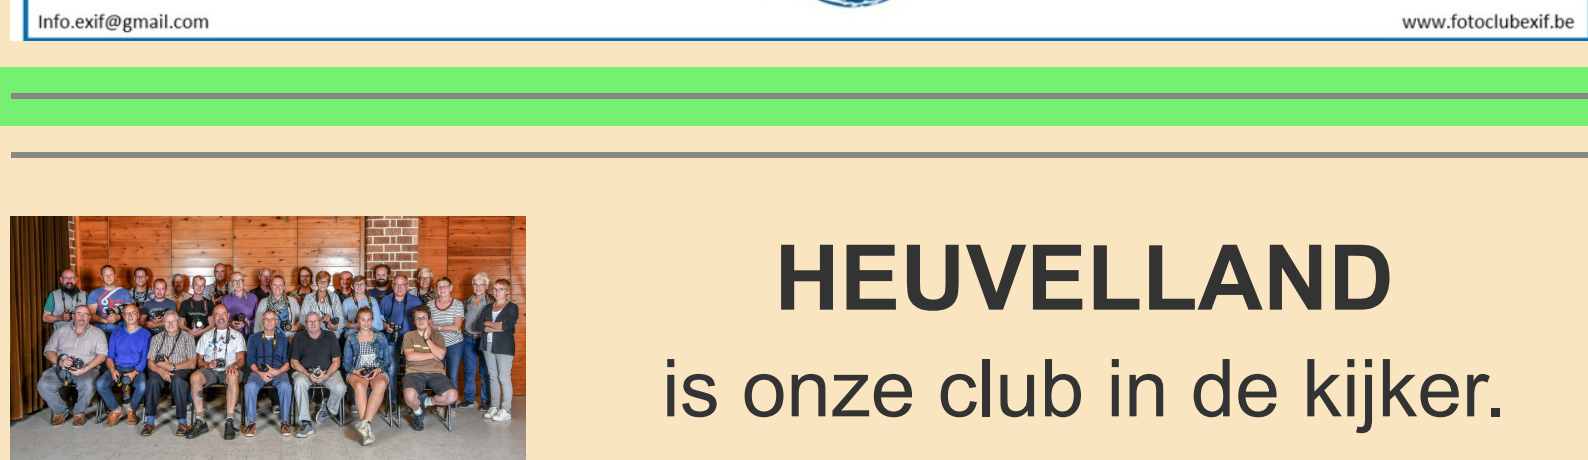 Info.exif@gmail.com
www.fotoclubexif.be
HEUVELLAND
is onze club in de kijker.